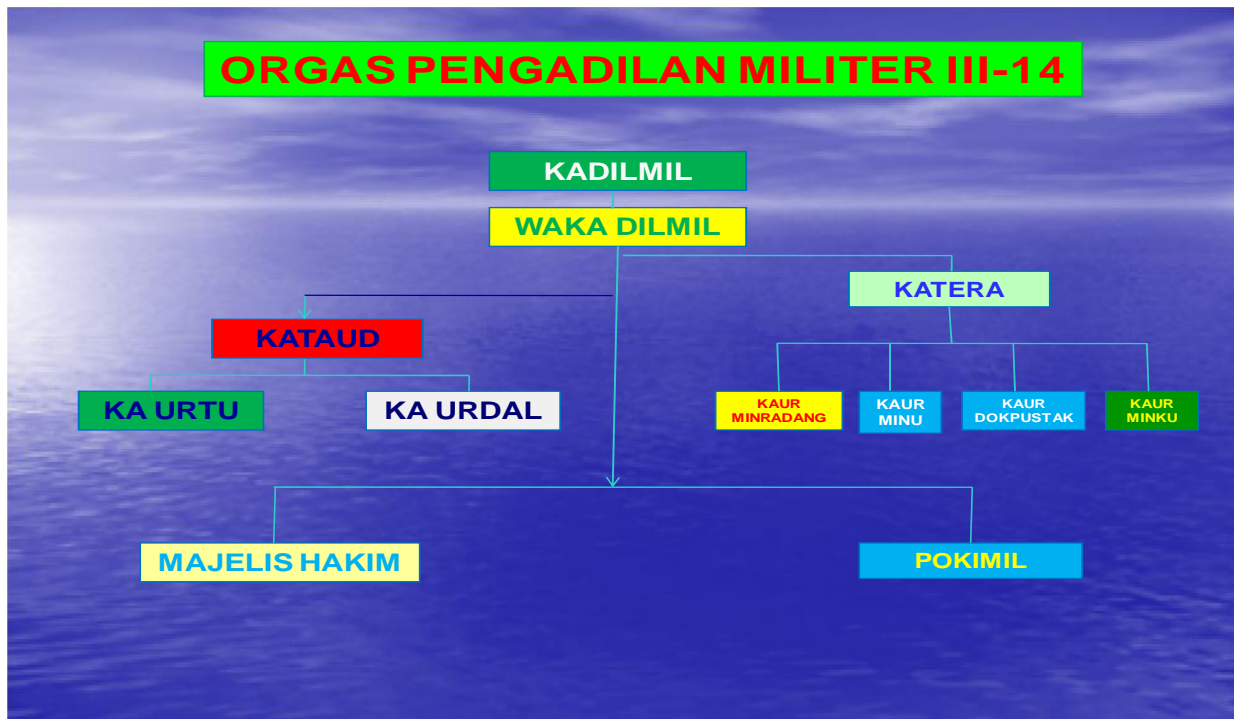 ORGAS PENGADILAN MILITER III-14
KADILMIL
WAKA DILMIL
KATERA
KATAUD
KA URTU
KA URDAL
KAUR
MINRADANG
KAUR
MINU
KAUR
DOKPUSTAK
KAUR
MINKU
MAJELIS HAKIM
POKIMIL